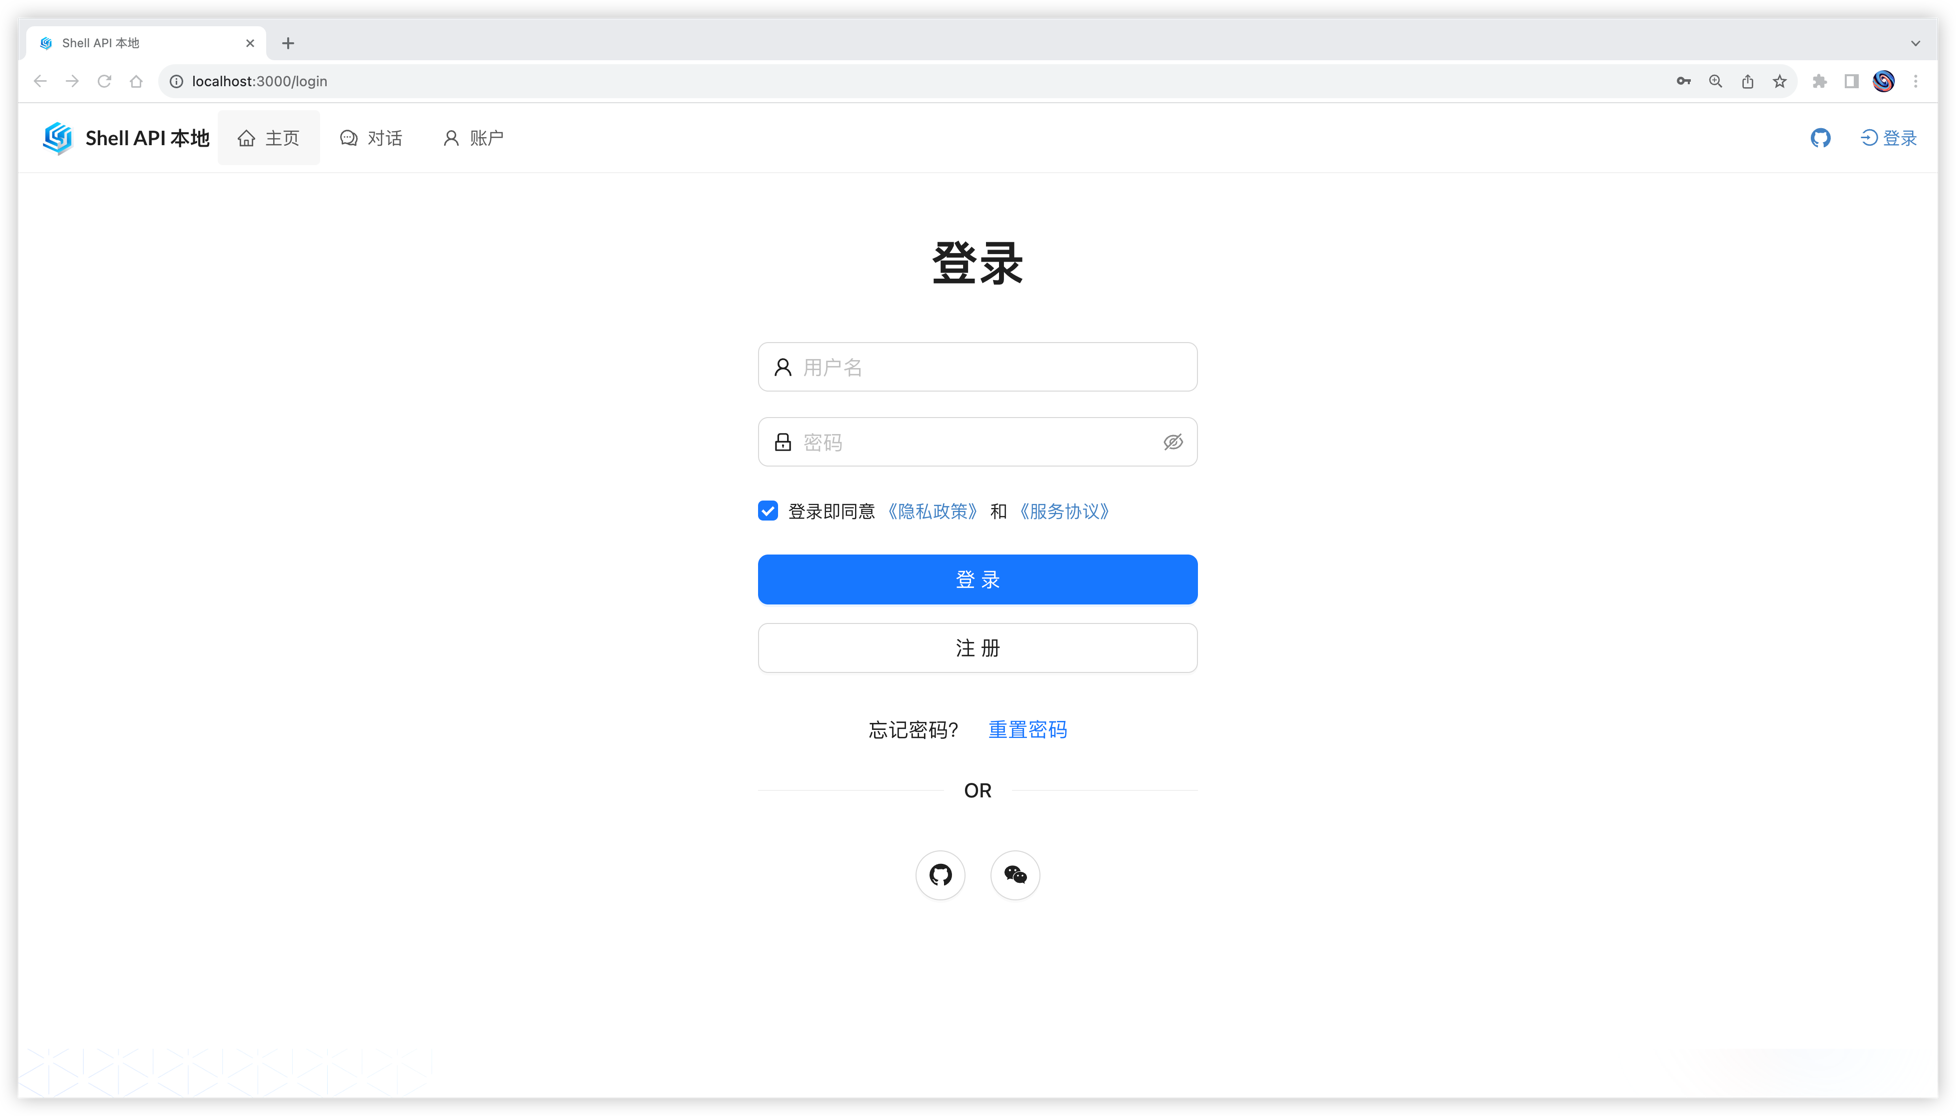 Shell API 本地
localhost:3000/login
Shell API 本地 主页 对话 账户 登录
登录
用户名
密码
登录即同意 《隐私政策》 和 《服务协议》
登 录
注 册
忘记密码? 重置密码
OR